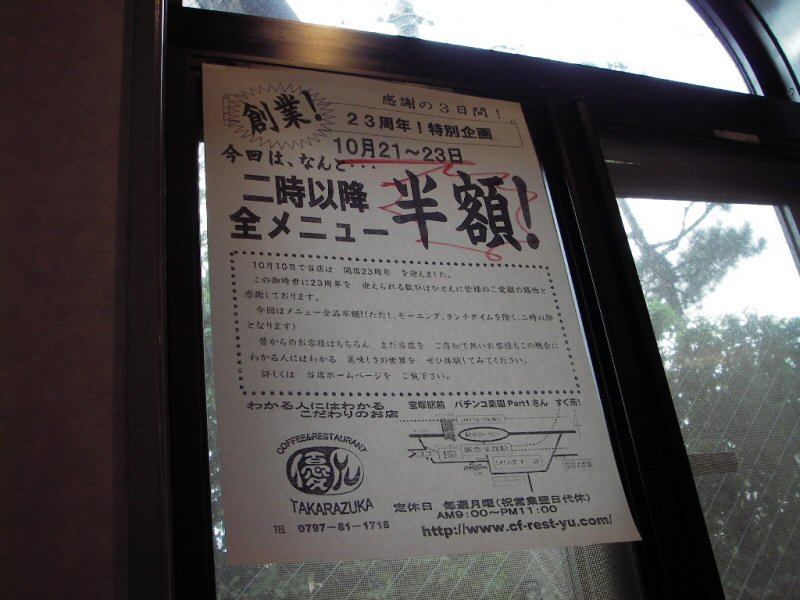 創業!
感謝の3日間!
23周年!特別企画
10月21〜23日
今回は、なんと・・・
二時以降
全メニュー
半額!
10月10日で当店は 開店23周年 を迎えました。
この御時世に23周年を 迎えられる歓びはひとえに皆様のご愛顧の賜物と
感謝しております。
今回はメニュー全品半額!(ただし、モーニング、ランチタイムを除く、二時以降
となります)
昔からのお客様はもちろん まだ当店を ご存知で無いお客様もこの機会に
わかる人にはわかる 美味しさの世界を ぜひ体験してみてください。
詳しくは 当店ホームページを ご覧下さい。
わかる人にはわかる
こだわりのお店
宝塚駅前 パチンコ楽園 Part1さん すぐ南!
COFFEE&RESTAURANT
優
TAKARAZUKA
TEL 0797-81-1718
阪急宝塚駅
ソリオ1 2
定休日 毎週月曜(祝営業翌日代休)
AM9:00〜PM11:00
http://www.cf-rest-yu.com/